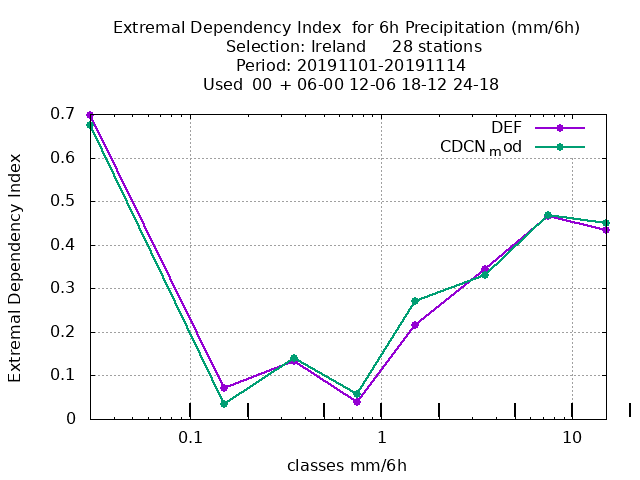 Extremal Dependency Index  for 6h Precipitation (mm/6h)
Selection: Ireland     28 stations
Period: 20191101-20191114
Used  00  + 06-00 12-06 18-12 24-18
DEF
CDCNmod
0.7
0.6
0.5
0.4
0.3
0.2
0.1
0
Extremal Dependency Index
0.1 1 10
classes mm/6h